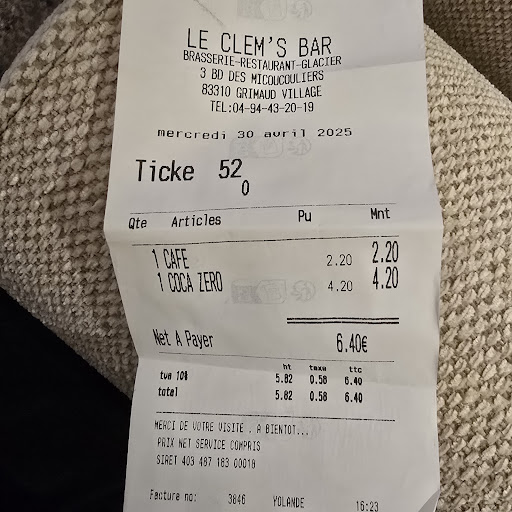 LE CLEM'S BAR
BRASSERIE-RESTAURANT-GLACIER
3 BD DES MICOUCOULIERS
83310 GRIMAUD VILLAGE
TEL:04-94-43-20-19
mercredi 30 avril 2025
Ticke 52
0
Qte Articles Pu Mnt
1 CAFE 2.20 2.20
1 COCA ZERO 4.20 4.20
Net A Payer 6.40€
ht taxe ttc
tva 10% 5.82 0.58 6.40
total 5.82 0.58 6.40
MERCI DE VOTRE VISITE . A BIENTOT...
PRIX NET SERVICE COMPRIS
SIRET 403 487 183 00018
Facture no: 3846 YOLANDE 16:23